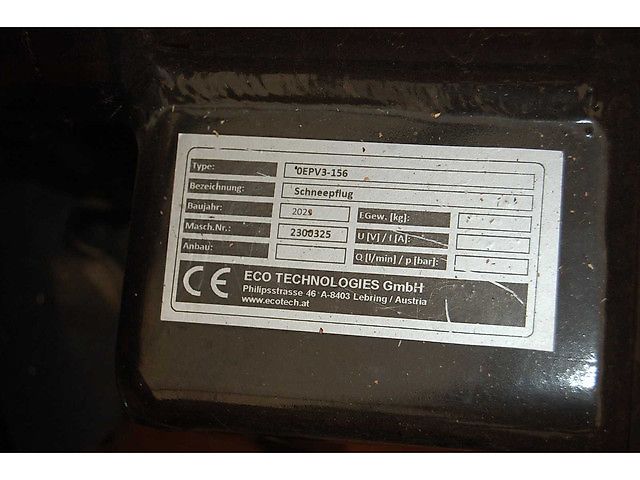 Type: 0EPV3-156
Bezeichnung: Schneepflug
Baujahr: EGew. [kg]:
Masch.Nr.: 2300325 U [V] / I [A]:
Anbau: Q [l/min] / p [bar]:
CE ECO TECHNOLOGIES GmbH
Philipsstrasse 46 A-8403 Lebring / Austria
www.ecotech.at